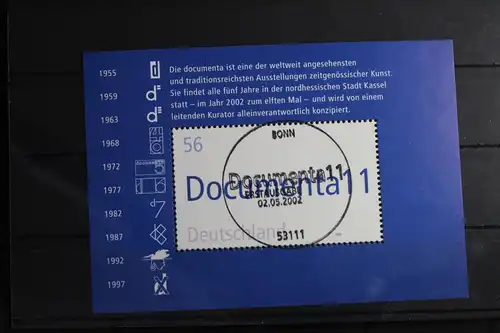 1955
1959
1963
1968
1972
1977
1982
1987
1992
1997
Die documenta ist eine der weltweit angesehensten
und traditionsreichsten Ausstellungen zeitgenössischer Kunst.
Sie findet alle fünf Jahre in der nordhessischen Stadt Kassel
statt – im Jahr 2002 zum elften Mal – und wird von einem
leitenden Kurator alleinverantwortlich konzipiert.
56
Documenta11
Deutschland
BONN
Documenta11
ERSTAUSGABE
02.05.2002
53111